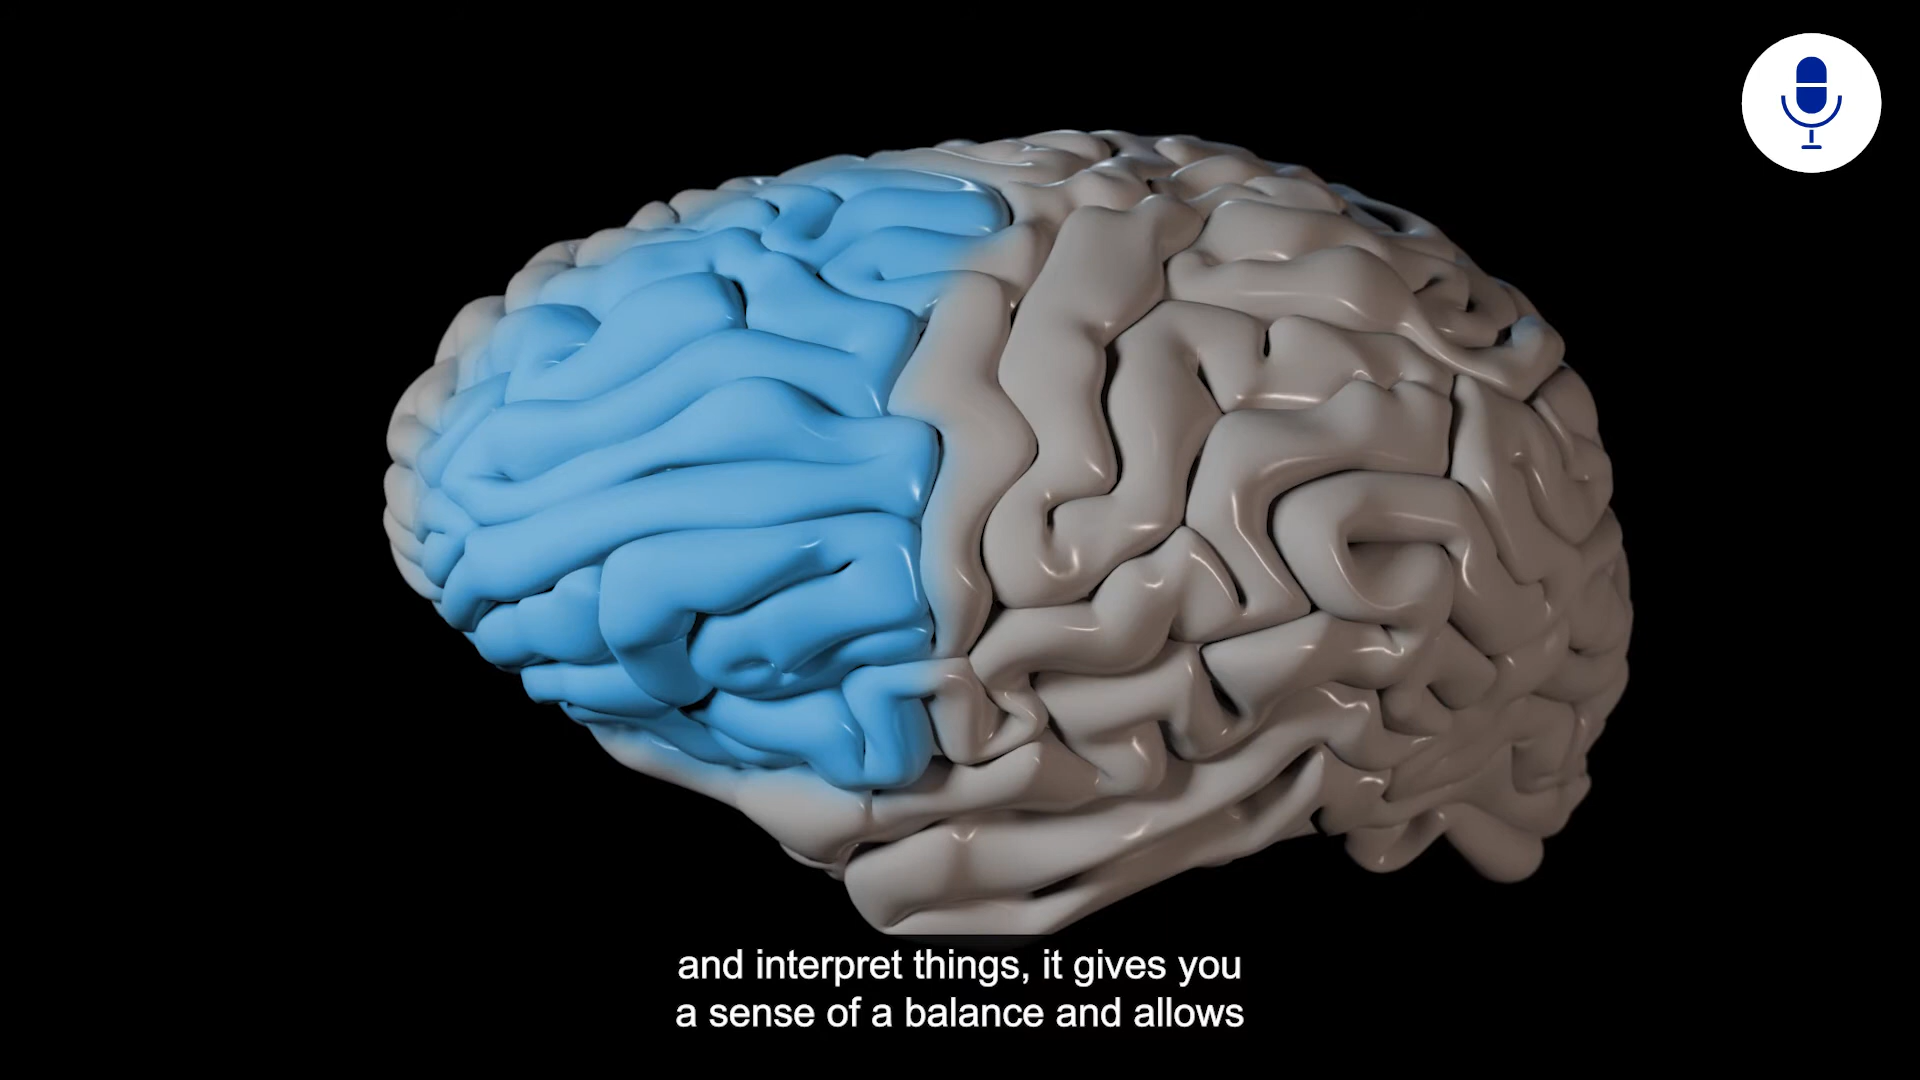 and interpret things, it gives you
a sense of a balance and allows